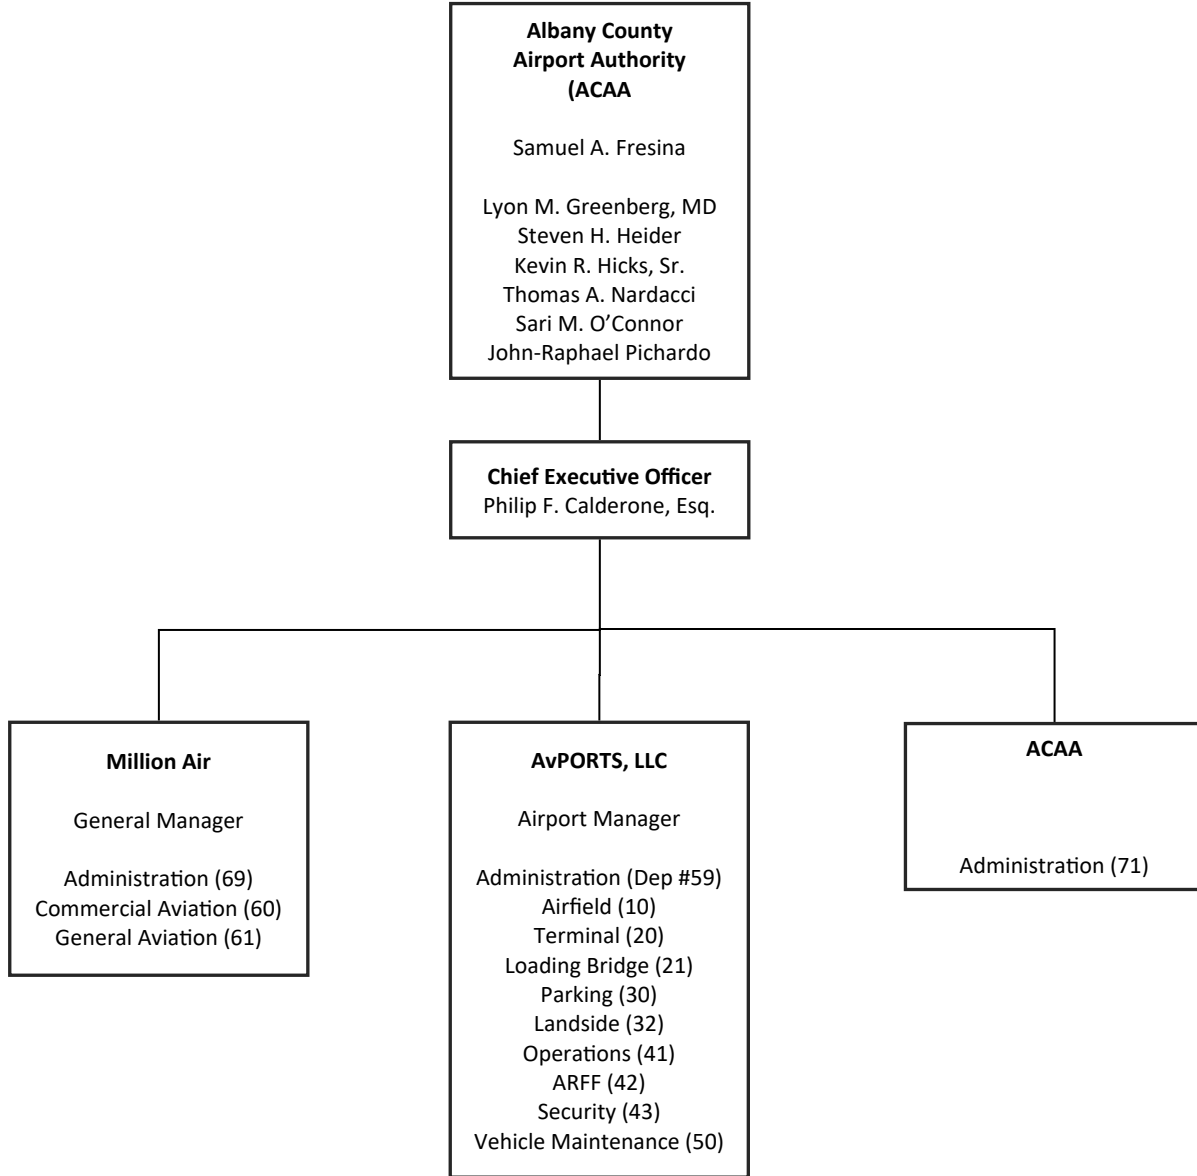 Albany County
Airport Authority
(ACAA
Samuel A. Fresina
Lyon M. Greenberg, MD
Steven H. Heider
Kevin R. Hicks, Sr.
Thomas A. Nardacci
Sari M. O’Connor
John-Raphael Pichardo
Chief Executive Officer
Philip F. Calderone, Esq.
Million Air
General Manager
Administration (69)
Commercial Aviation (60)
General Aviation (61)
AvPORTS, LLC
Airport Manager
Administration (Dep #59)
Airfield (10)
Terminal (20)
Loading Bridge (21)
Parking (30)
Landside (32)
Operations (41)
ARFF (42)
Security (43)
Vehicle Maintenance (50)
ACAA
Administration (71)